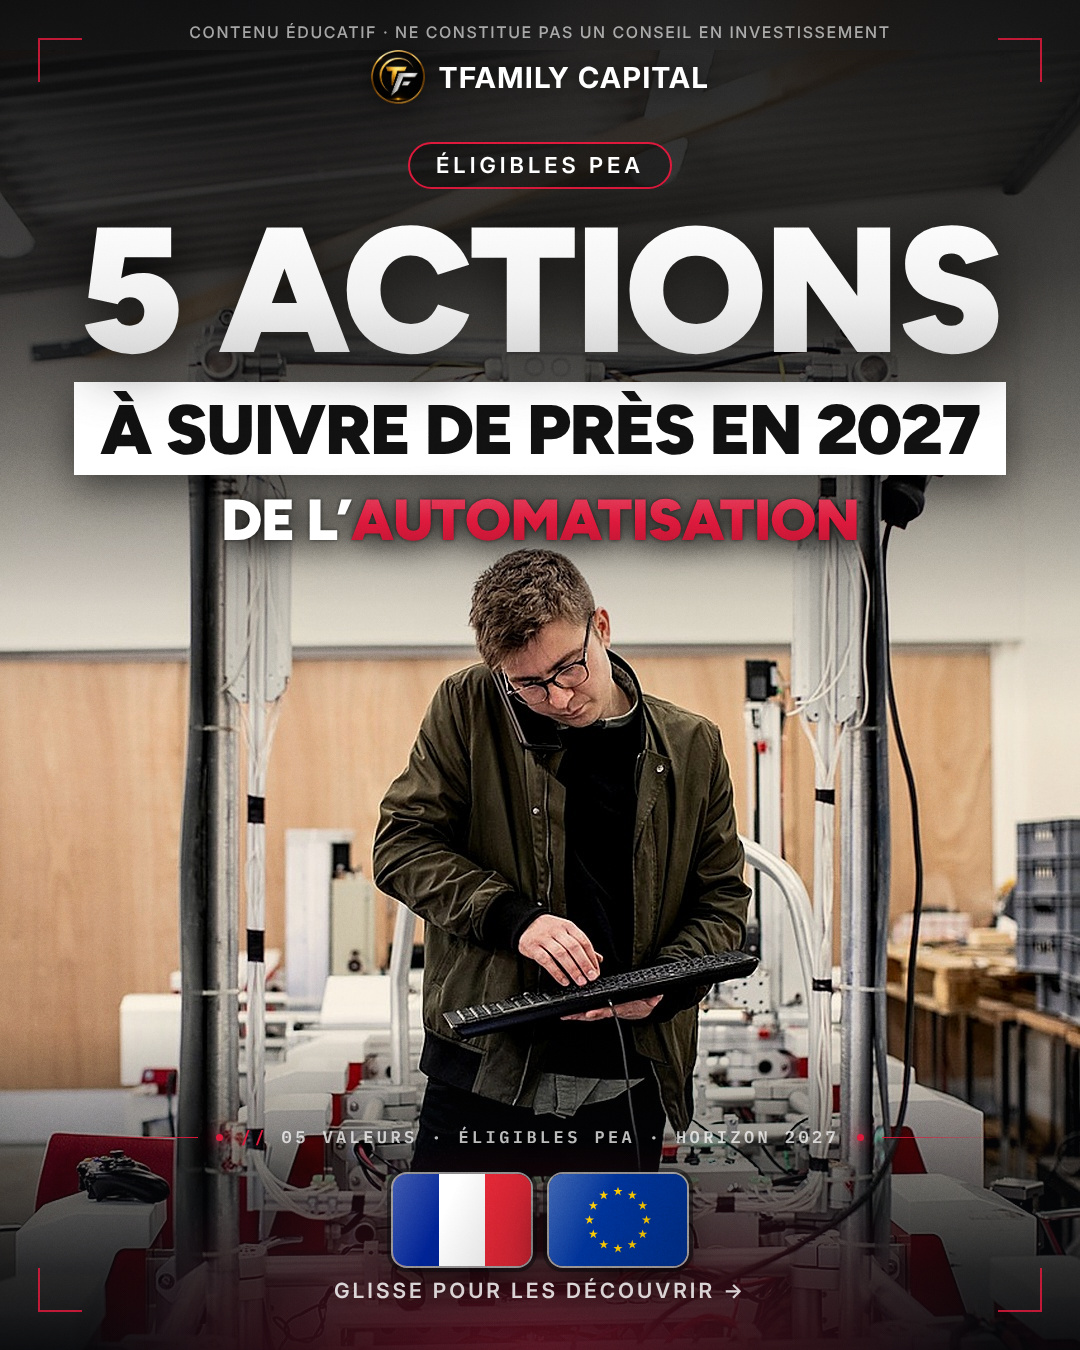 CONTENU ÉDUCATIF · NE CONSTITUE PAS UN CONSEIL EN INVESTISSEMENT
TF TFAMILY CAPITAL
ÉLIGIBLES PEA
5 ACTIONS
À SUIVRE DE PRÈS EN 2027
DE L’AUTOMATISATION
// 05 VALEURS · ÉLIGIBLES PEA · HORIZON 2027
GLISSE POUR LES DÉCOUVRIR →